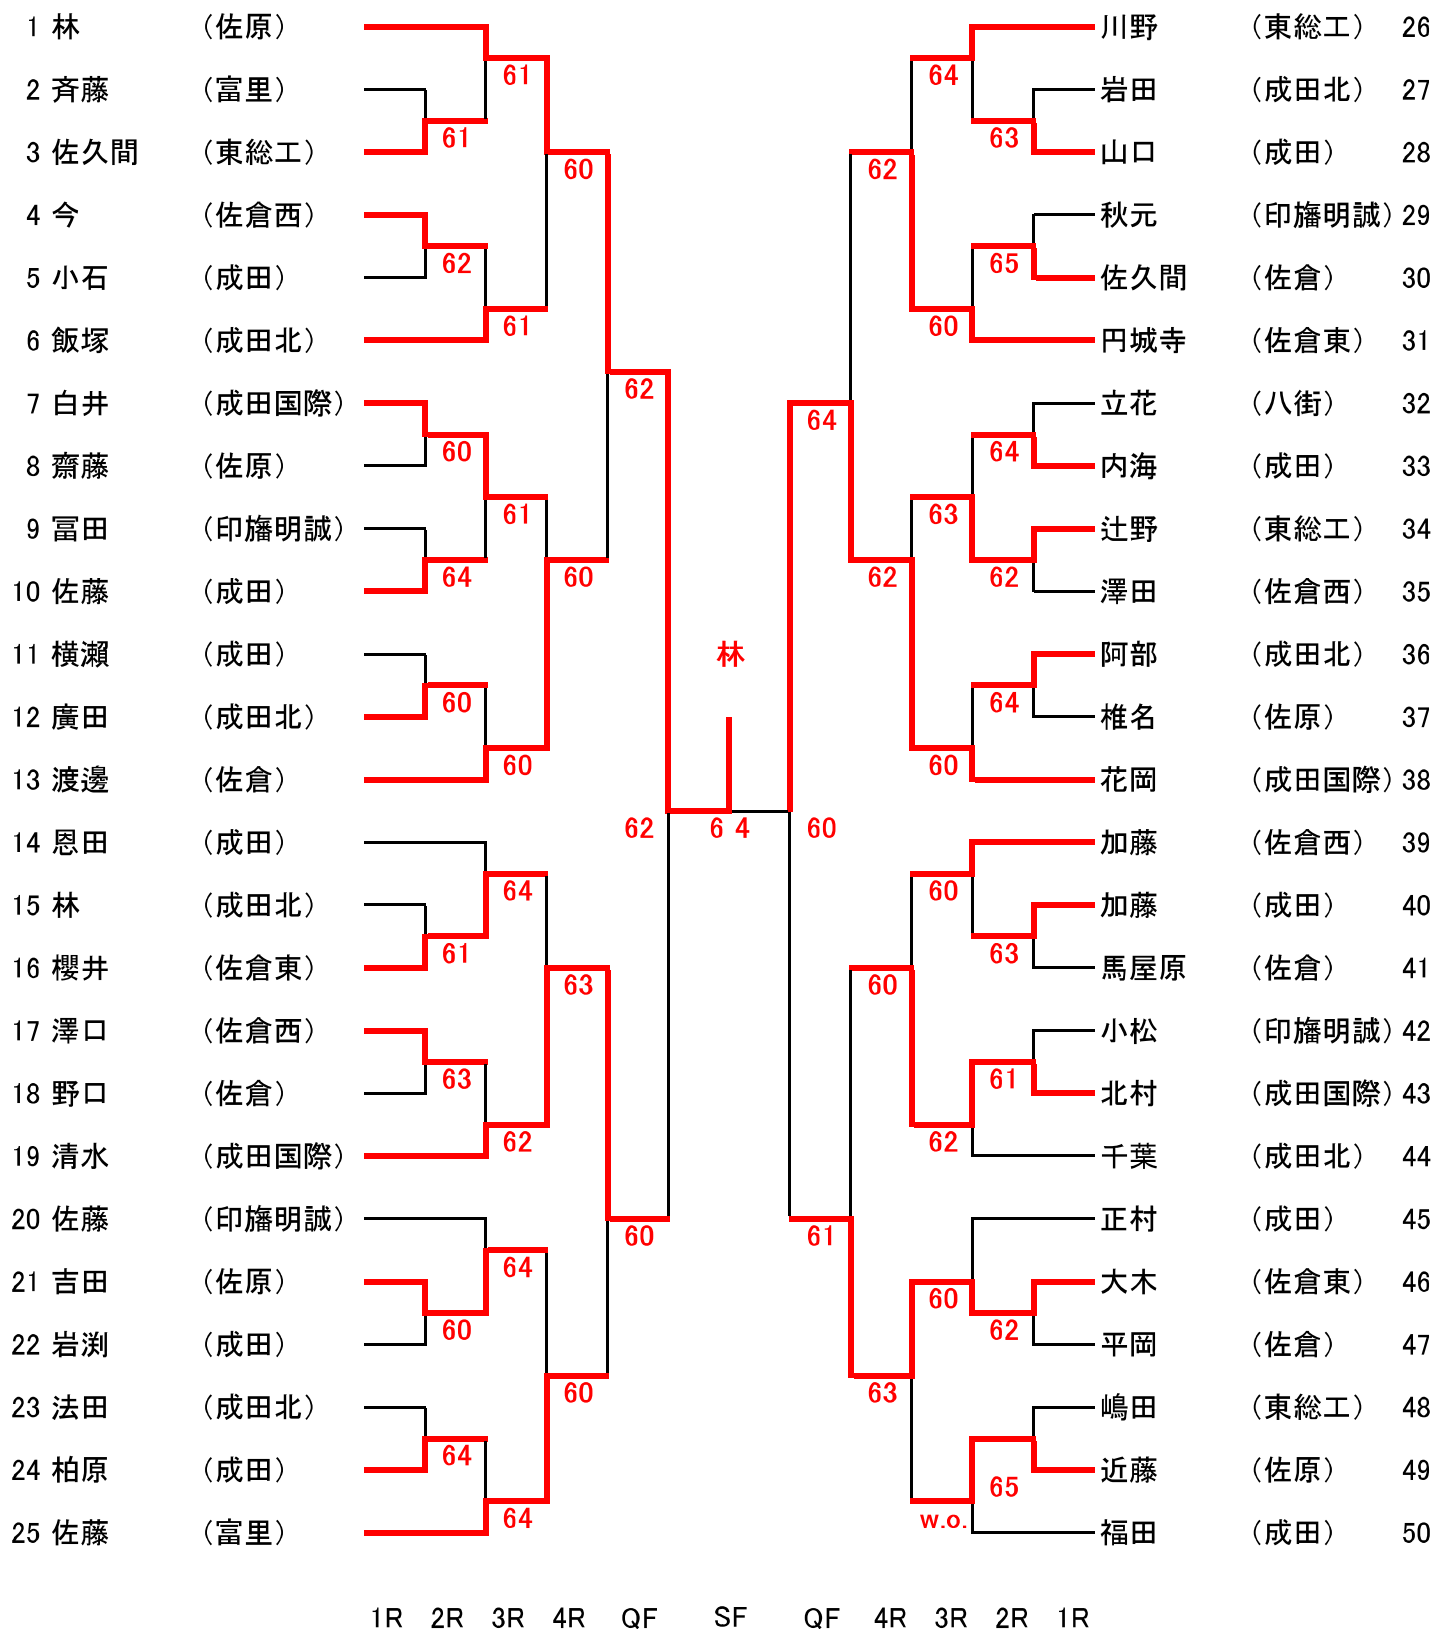 1 林 （佐原） 61 64 川野 （東総工） 26
2 斉藤 （富里） 岩田 （成田北） 27
3 佐久間 （東総工） 61 60 62 63 山口 （成田） 28
4 今 （佐倉西） 秋元 （印旛明誠） 29
5 小石 （成田） 62 65 佐久間 （佐倉） 30
6 飯塚 （成田北） 61 60 円城寺 （佐倉東） 31
7 白井 （成田国際） 62 64 立花 （八街） 32
8 齋藤 （佐原） 60 64 内海 （成田） 33
9 冨田 （印旛明誠） 61 63 辻野 （東総工） 34
10 佐藤 （成田） 64 60 62 62 澤田 （佐倉西） 35
11 横瀬 （成田） 林 阿部 （成田北） 36
12 廣田 （成田北） 60 64 椎名 （佐原） 37
13 渡邊 （佐倉） 60 60 花岡 （成田国際） 38
14 恩田 （成田） 62 6 4 60 加藤 （佐倉西） 39
15 林 （成田北） 64 60 加藤 （成田） 40
16 櫻井 （佐倉東） 61 63 60 63 馬屋原 （佐倉） 41
17 澤口 （佐倉西） 小松 （印旛明誠） 42
18 野口 （佐倉） 63 61 北村 （成田国際） 43
19 清水 （成田国際） 62 62 千葉 （成田北） 44
20 佐藤 （印旛明誠） 60 61 正村 （成田） 45
21 吉田 （佐原） 64 60 大木 （佐倉東） 46
22 岩渕 （成田） 60 62 平岡 （佐倉） 47
23 法田 （成田北） 60 63 嶋田 （東総工） 48
24 柏原 （成田） 64 65 近藤 （佐原） 49
25 佐藤 （富里） 64 w.o. 福田 （成田） 50
1R 2R 3R 4R QF SF QF 4R 3R 2R 1R